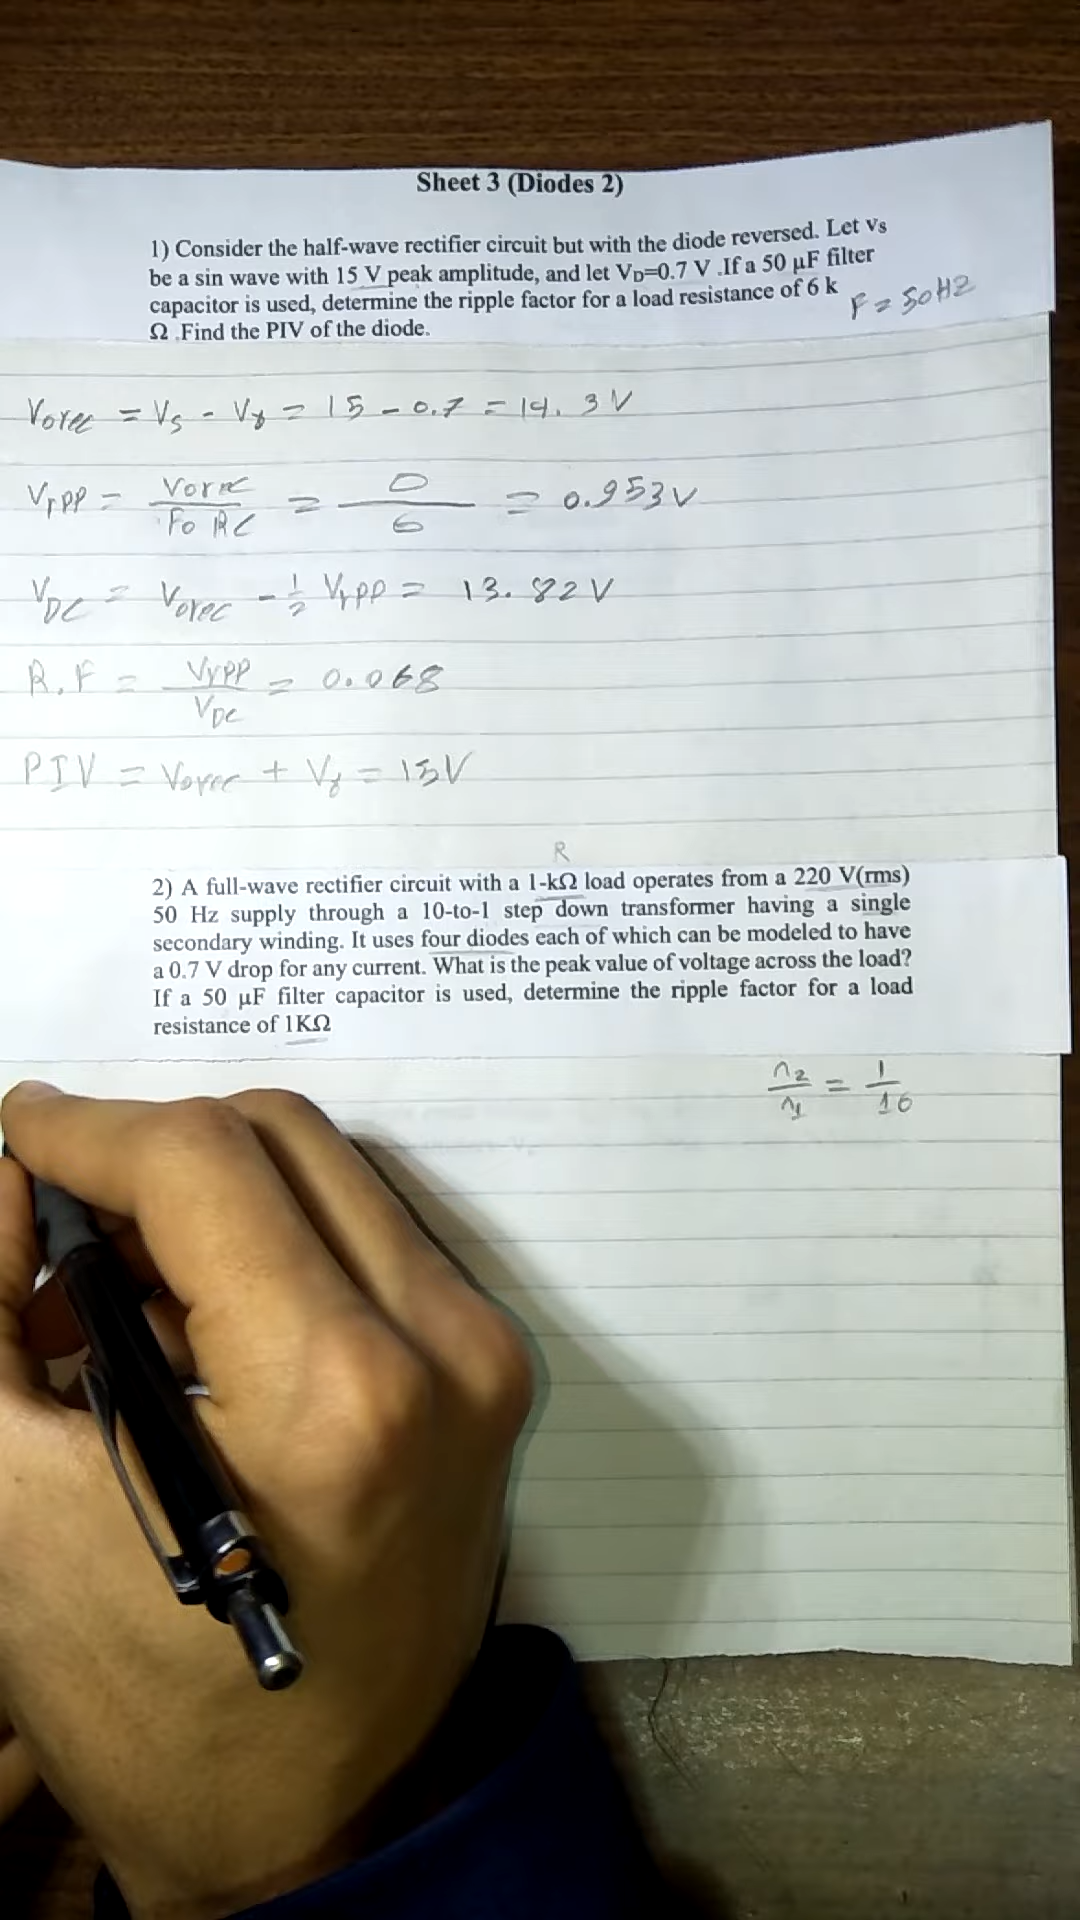 Sheet 3 (Diodes 2)
1) Consider the half-wave rectifier circuit but with the diode reversed. Let vs
be a sin wave with 15 V peak amplitude, and let VD=0.7 V .If a 50 μF filter
capacitor is used, determine the ripple factor for a load resistance of 6 k
Ω .Find the PIV of the diode.
F = 50HZ
Vorec = Vs - Vγ = 15 - 0.7 = 14.3 V
Vrpp = Vorec / Fo RC = 0 / 6 = 0.953 V
VDC = Vorec - 1/2 Vrpp = 13.82 V
R.F = Vrpp / VDC = 0.068
PIV = Vorec + Vγ = 15V
R
2) A full-wave rectifier circuit with a 1-kΩ load operates from a 220 V(rms)
50 Hz supply through a 10-to-1 step down transformer having a single
secondary winding. It uses four diodes each of which can be modeled to have
a 0.7 V drop for any current. What is the peak value of voltage across the load?
If a 50 μF filter capacitor is used, determine the ripple factor for a load
resistance of 1KΩ
n2 / n1 = 1 / 10